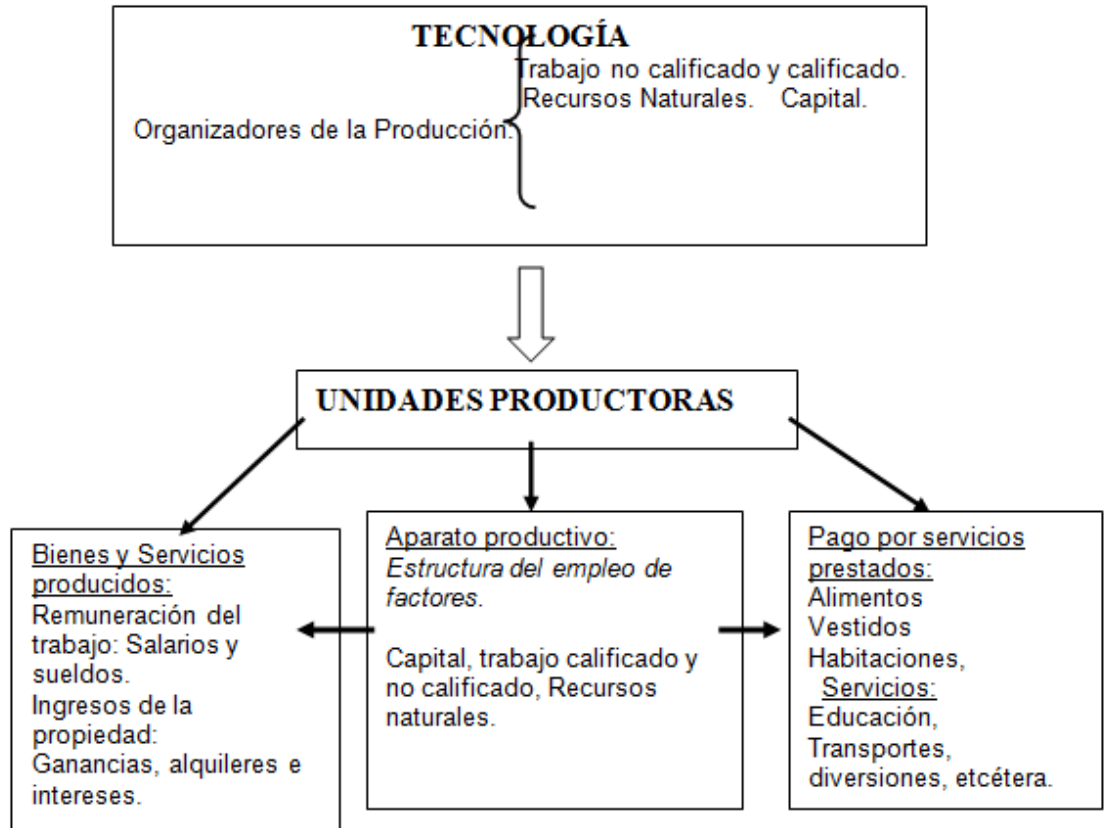 TECNOLOGÍA
Trabajo no calificado y calificado.
Recursos Naturales. Capital.
Organizadores de la Producción.
UNIDADES PRODUCTORAS
Bienes y Servicios
producidos:
Remuneración del
trabajo: Salarios y
sueldos.
Ingresos de la
propiedad:
Ganancias, alquileres e
intereses.
Aparato productivo:
Estructura del empleo de
factores.
Capital, trabajo calificado y
no calificado, Recursos
naturales.
Pago por servicios
prestados:
Alimentos
Vestidos
Habitaciones,
Servicios:
Educación,
Transportes,
diversiones, etcétera.